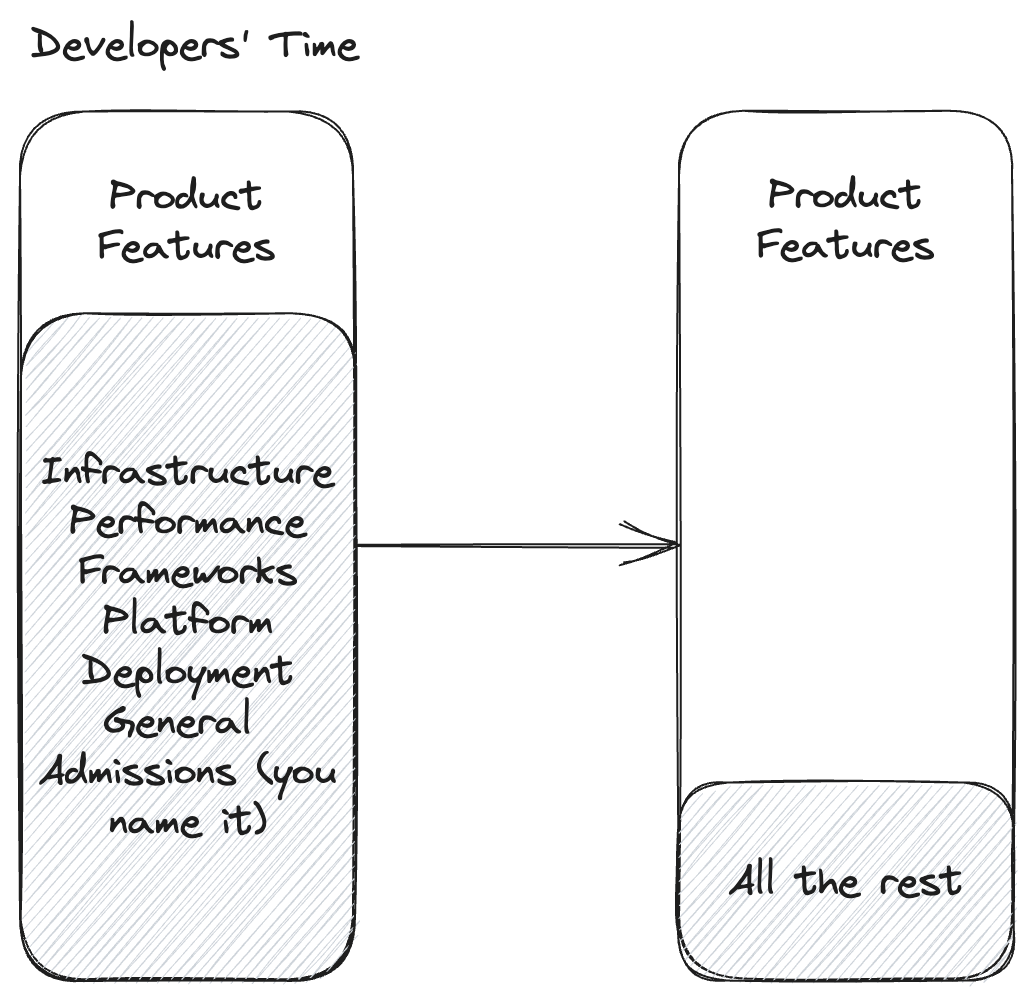 Developers' Time
Product
Features
Infrastructure
Performance
Frameworks
Platform
Deployment
General
Admissions (you
name it)
Product
Features
All the rest